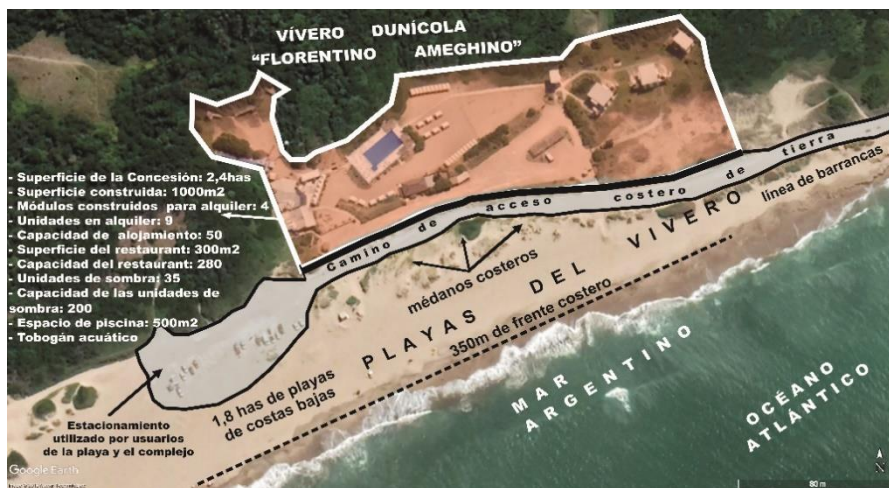 VÍVERO DUNÍCOLA
“FLORENTINO AMEGHINO”
- Superficie de la Concesión: 2,4has
- Superficie construida: 1000m2
- Módulos construidos para alquiler: 4
- Unidades en alquiler: 9
- Capacidad de alojamiento: 50
- Superficie del restaurant: 300m2
- Capacidad del restaurant: 280
- Unidades de sombra: 35
- Capacidad de las unidades de
sombra: 200
- Espacio de piscina: 500m2
- Tobogán acuático
Camino de acceso costero de tierra
línea de barrancas
médanos costeros
PLAYAS DEL VIVERO
350m de frente costero
1,8 has de playas
de costas bajas
Estacionamiento
utilizado por usuarios
de la playa y el complejo
MAR
ARGENTINO
OCÉANO
ATLÁNTICO
Google Earth
80 m
N